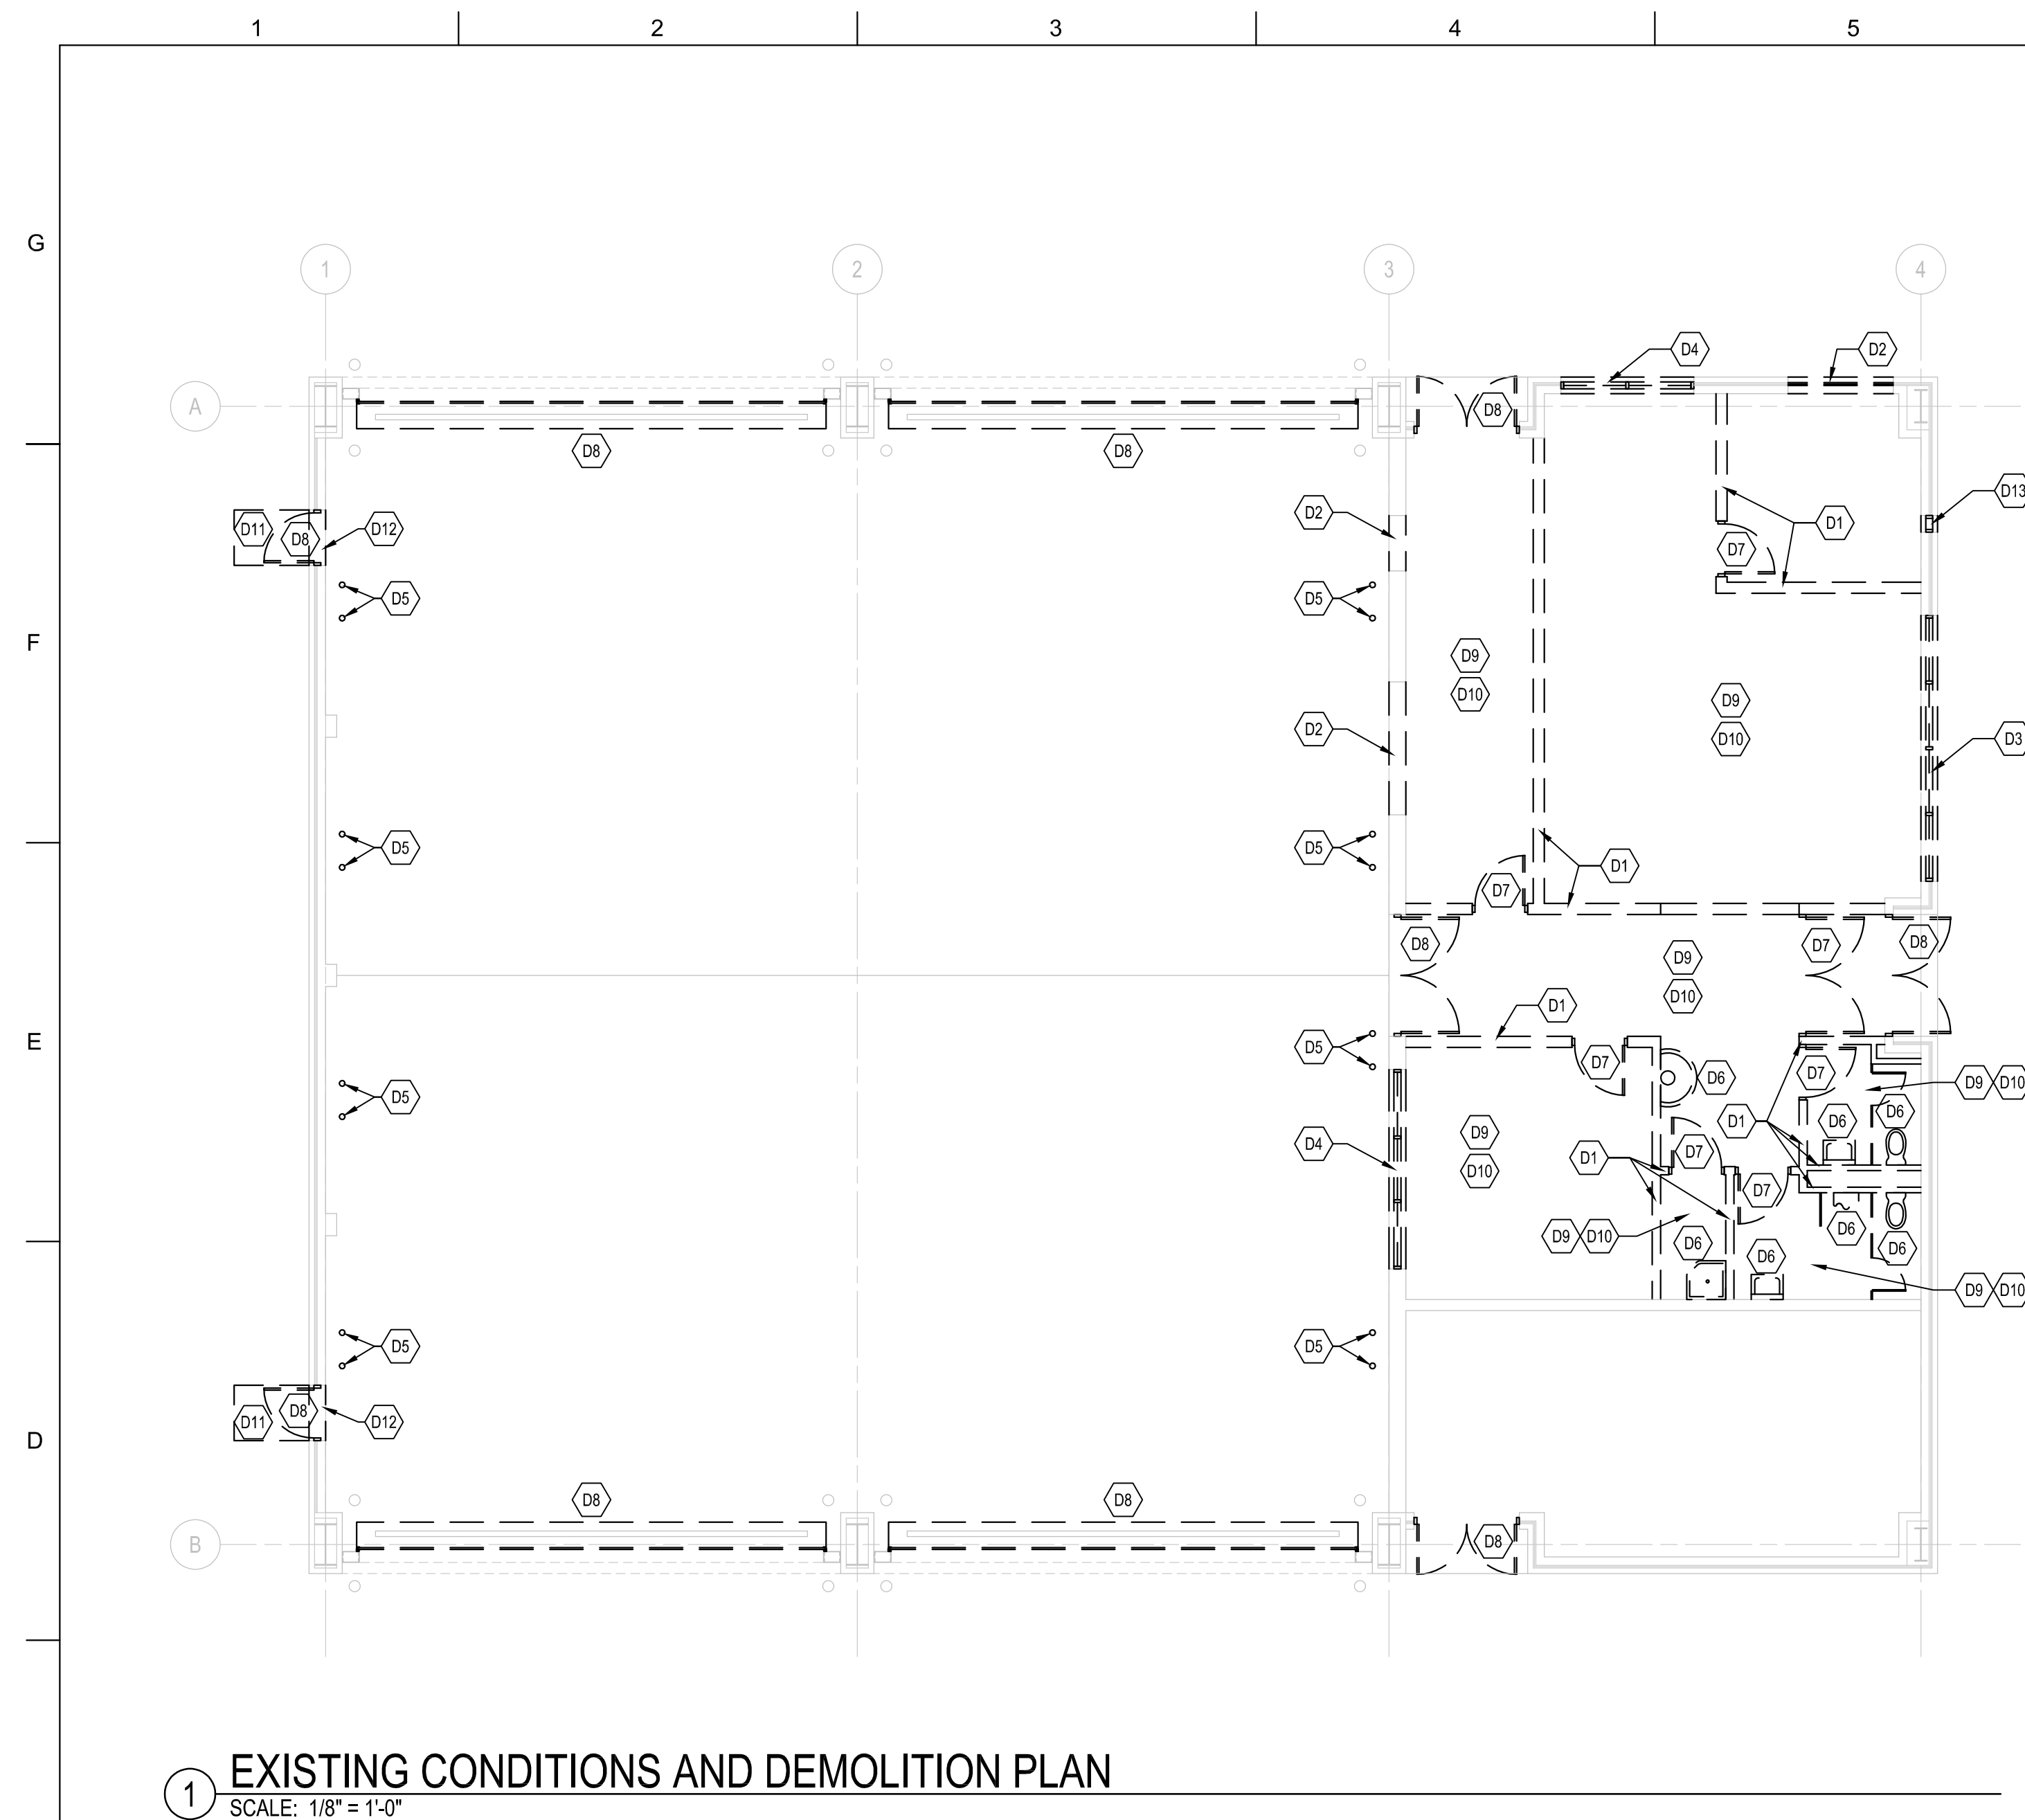 1 2 3 4 5
G
1 2 3 4
D4 D2
A
D8
D8 D8
D13
D2
D11 D8 D12
D1
D7
D5 D5
F
D9
D10
D9
D10
D2 D3
D5 D5
D1
D7
D8 D7 D8
D9
D10
D1
E
D5
D7 D7 D9 D10
D6
D5
D6 D6
D1
D9
D10
D4
D7
D1
D7
D6
D9 D10
D6 D6 D6
D9 D10
D5 D5
D8
D11 D12
D
D8 D8
B
D8
1
EXISTING CONDITIONS AND DEMOLITION PLAN
SCALE: 1/8" = 1'-0"